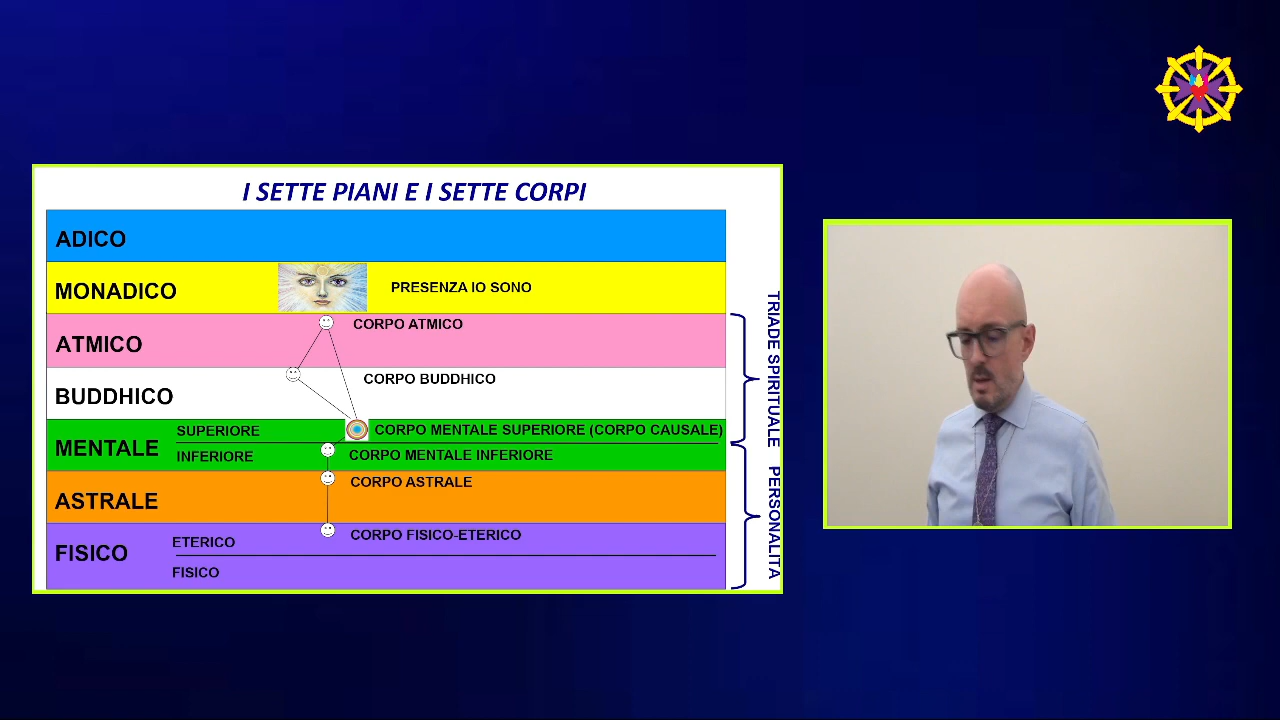 I SETTE PIANI E I SETTE CORPI
ADICO
MONADICO
PRESENZA IO SONO
ATMICO
CORPO ATMICO
BUDDHICO
CORPO BUDDHICO
MENTALE
SUPERIORE
CORPO MENTALE SUPERIORE (CORPO CAUSALE)
INFERIORE
CORPO MENTALE INFERIORE
ASTRALE
CORPO ASTRALE
FISICO
ETERICO
CORPO FISICO-ETERICO
FISICO
TRIADE SPIRITUALE
PERSONALITA